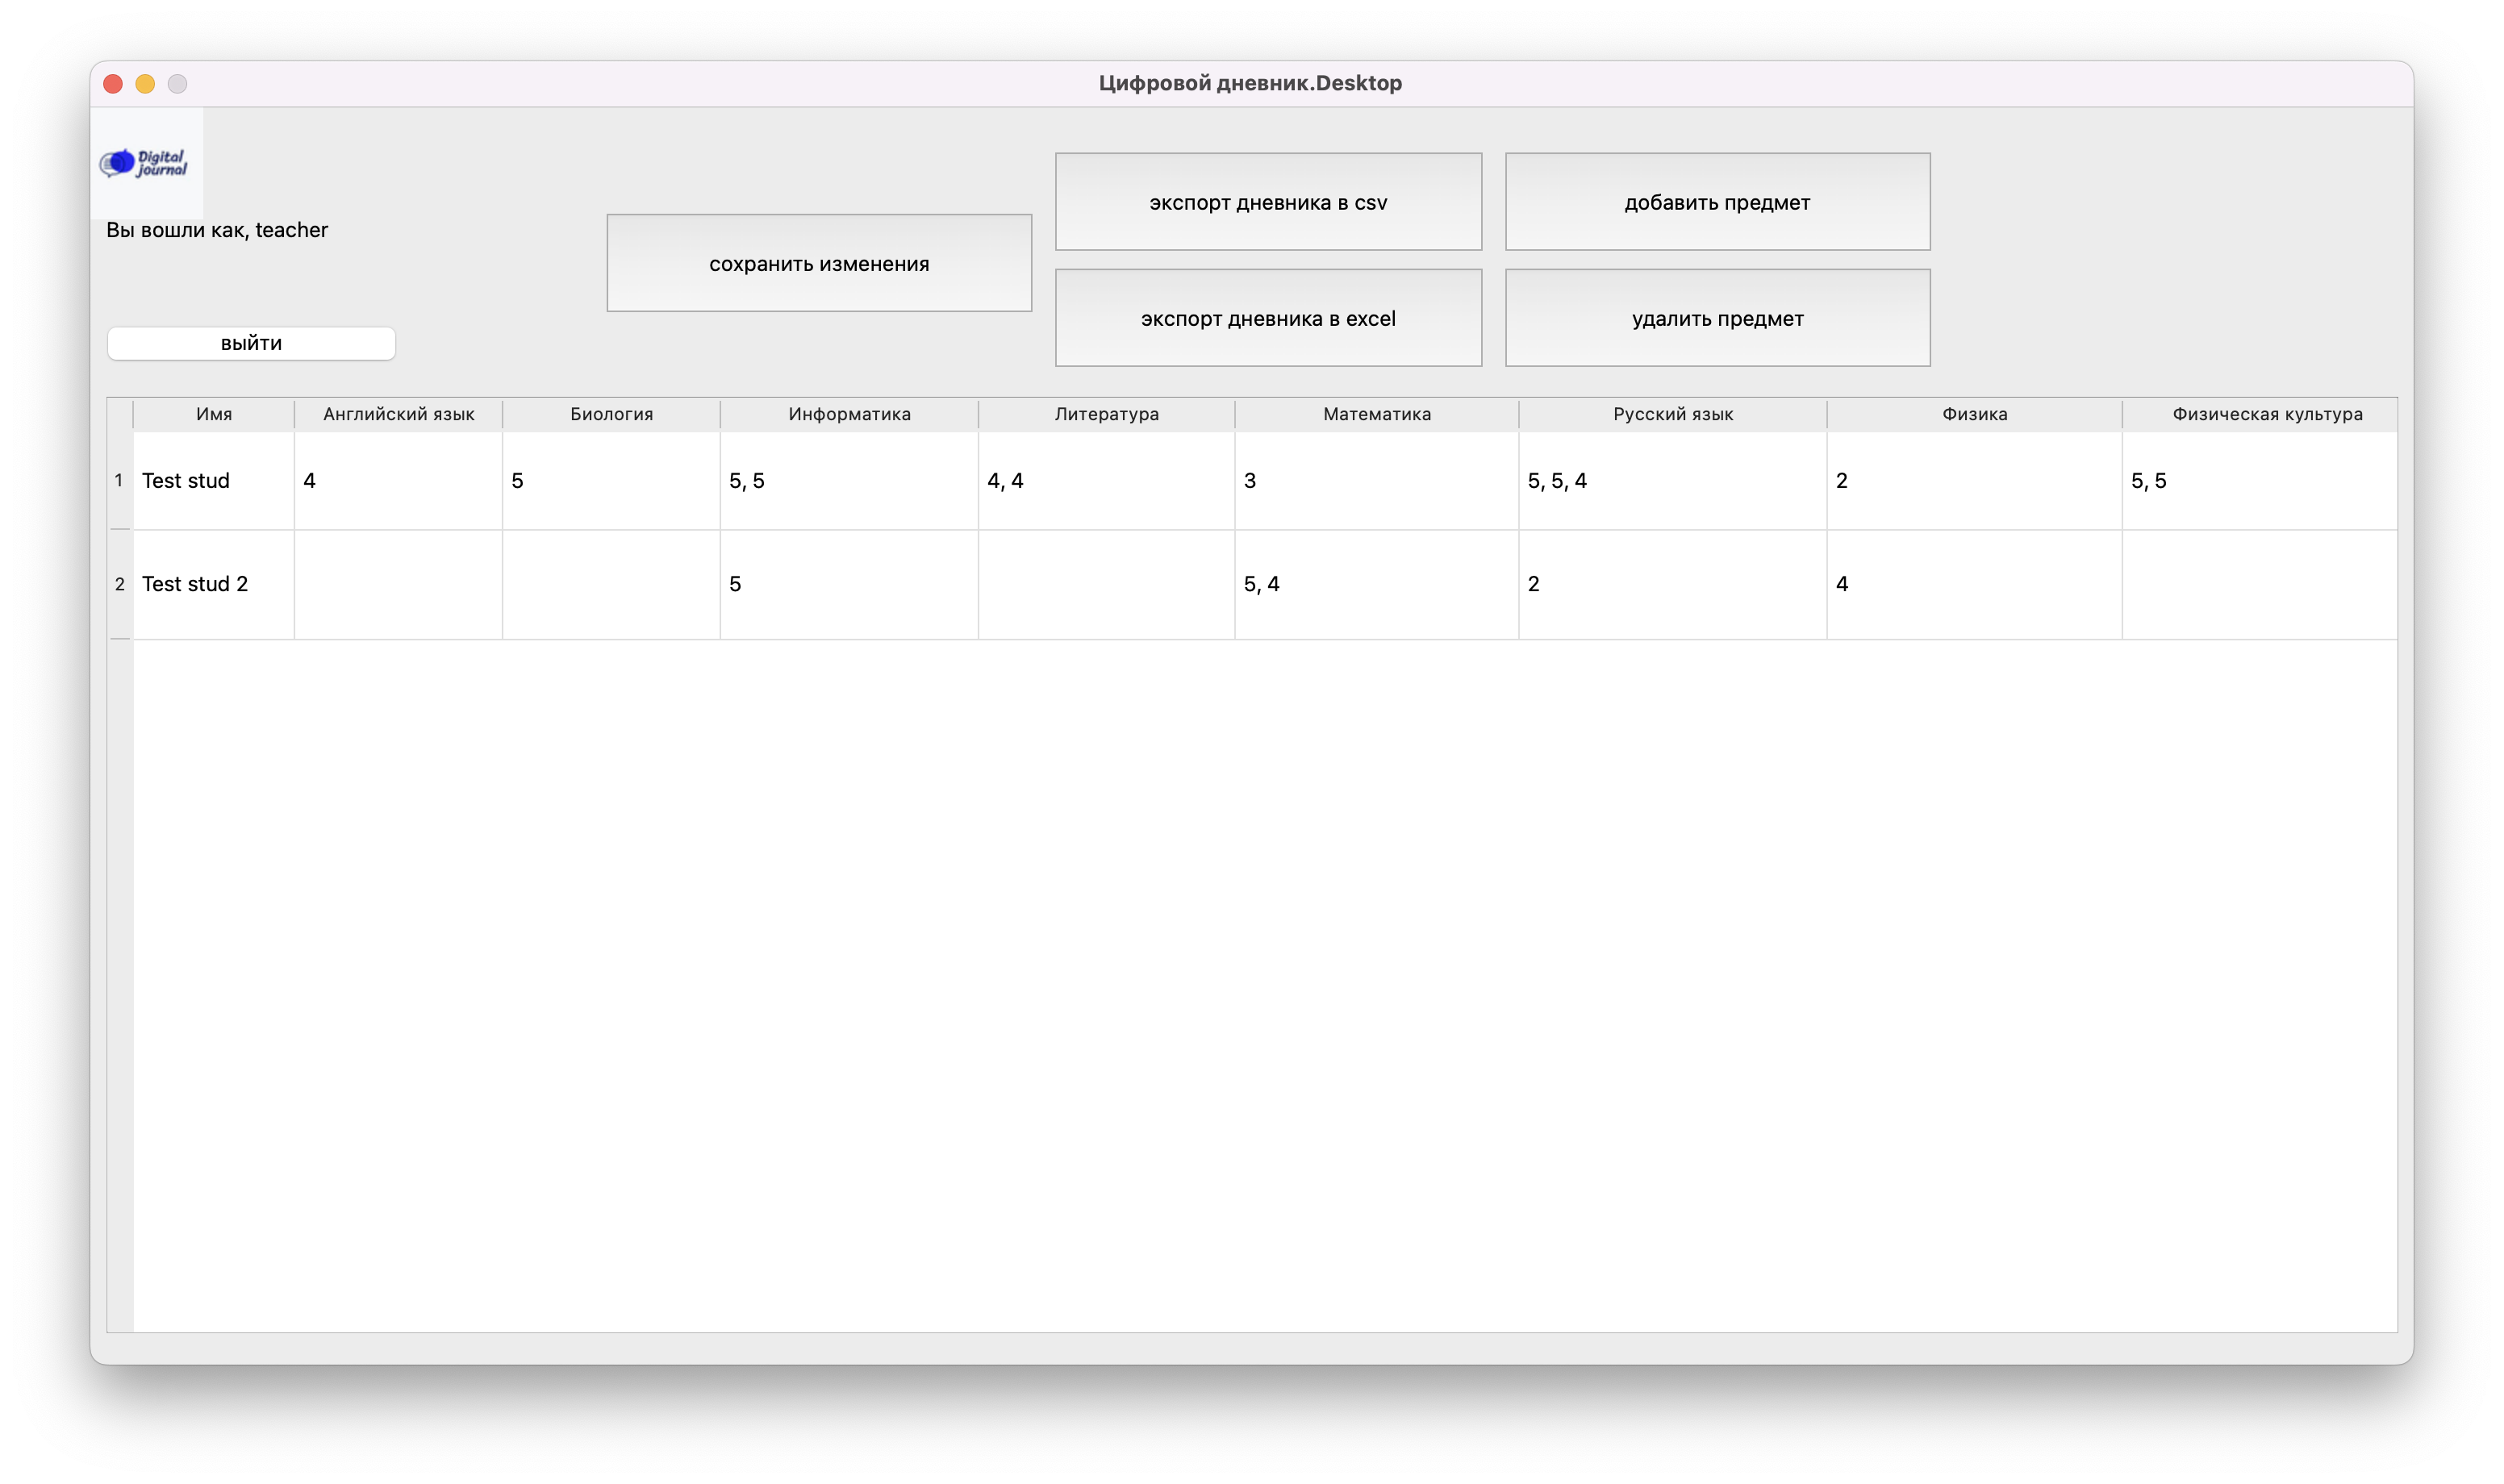 Цифровой дневник.Desktop
Digital
journal
Вы вошли как, teacher
выйти
сохранить изменения
экспорт дневника в csv
добавить предмет
экспорт дневника в excel
удалить предмет
Имя Английский язык Биология Информатика Литература Математика Русский язык Физика Физическая культура
1 Test stud 4 5 5, 5 4, 4 3 5, 5, 4 2 5, 5
2 Test stud 2 5 5, 4 2 4